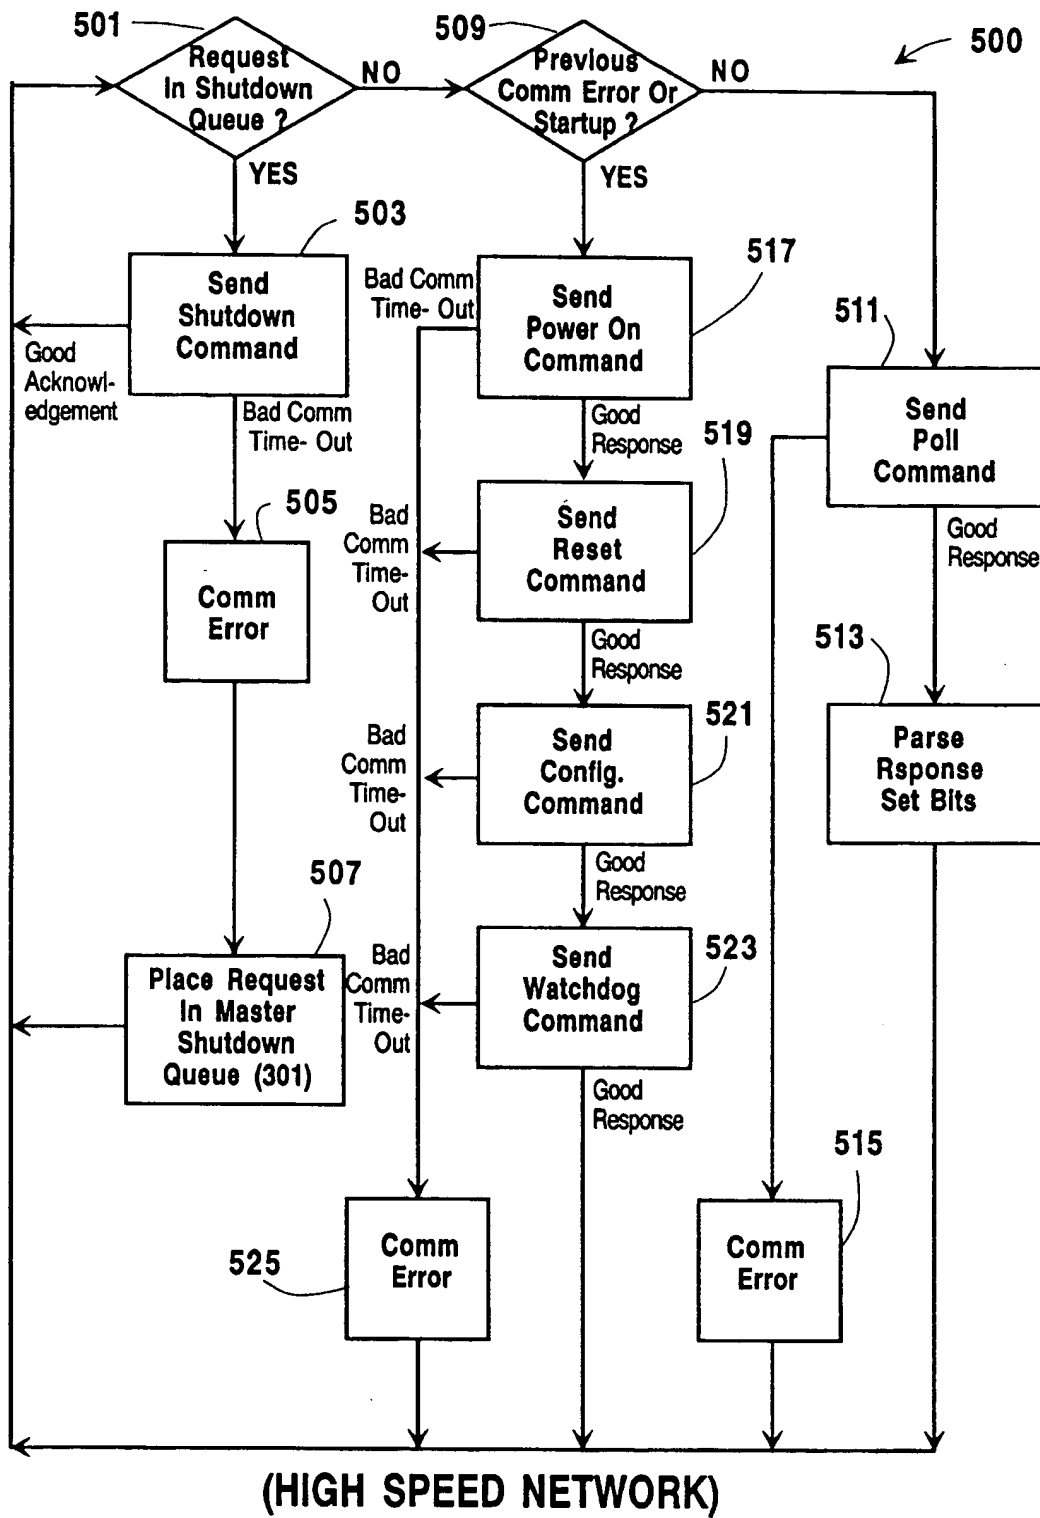 501
509
500
Request
In Shutdown
Queue ?
NO
Previous
Comm Error Or
Startup ?
NO
YES
YES
503
517
511
Send
Shutdown
Command
Good
Acknowl-
edgement
Bad Comm
Time- Out
Bad Comm
Time- Out
Send
Power On
Command
Good
Response
519
Send
Poll
Command
Good
Response
505
Comm
Error
Bad
Comm
Time-
Out
Send
Reset
Command
Good
Response
513
521
Parse
Rsponse
Set Bits
Bad
Comm
Time-
Out
Send
Config.
Command
Good
Response
507
523
Place Request
In Master
Shutdown
Queue (301)
Bad
Comm
Time-
Out
Send
Watchdog
Command
Good
Response
515
525
Comm
Error
Comm
Error
(HIGH SPEED NETWORK)